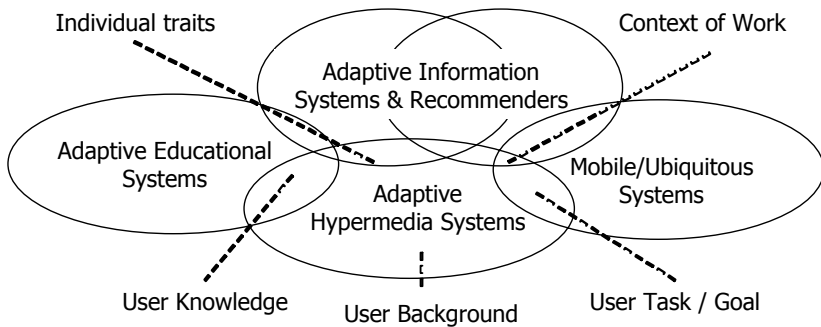 Individual traits
Context of Work
Adaptive Information
Systems & Recommenders
Adaptive Educational
Systems
Mobile/Ubiquitous
Systems
Adaptive
Hypermedia Systems
User Knowledge
User Background
User Task / Goal